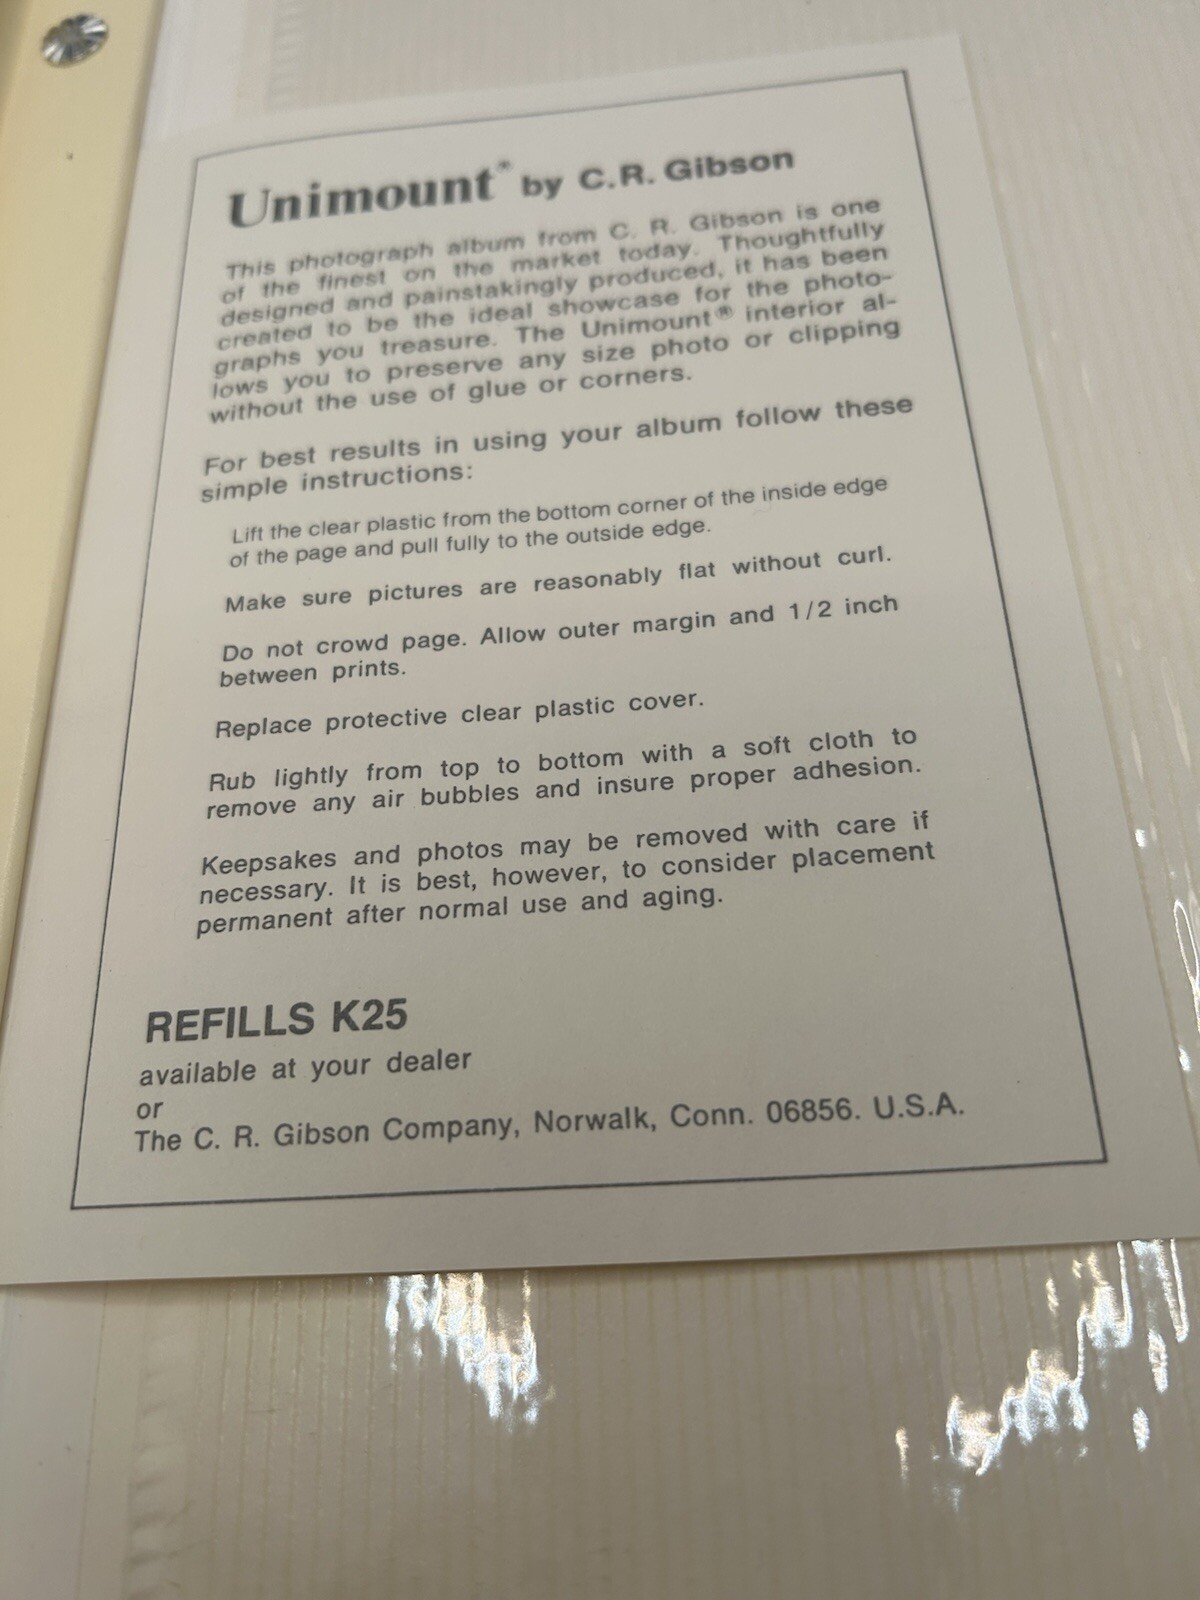 Unimount® by C.R. Gibson
This photograph album from C. R. Gibson is one
of the finest on the market today. Thoughtfully
designed and painstakingly produced, it has been
created to be the ideal showcase for the photo-
graphs you treasure. The Unimount® interior al-
lows you to preserve any size photo or clipping
without the use of glue or corners.
For best results in using your album follow these
simple instructions:
Lift the clear plastic from the bottom corner of the inside edge
of the page and pull fully to the outside edge.
Make sure pictures are reasonably flat without curl.
Do not crowd page. Allow outer margin and 1/2 inch
between prints.
Replace protective clear plastic cover.
Rub lightly from top to bottom with a soft cloth to
remove any air bubbles and insure proper adhesion.
Keepsakes and photos may be removed with care if
necessary. It is best, however, to consider placement
permanent after normal use and aging.
REFILLS K25
available at your dealer
or
The C. R. Gibson Company, Norwalk, Conn. 06856. U.S.A.